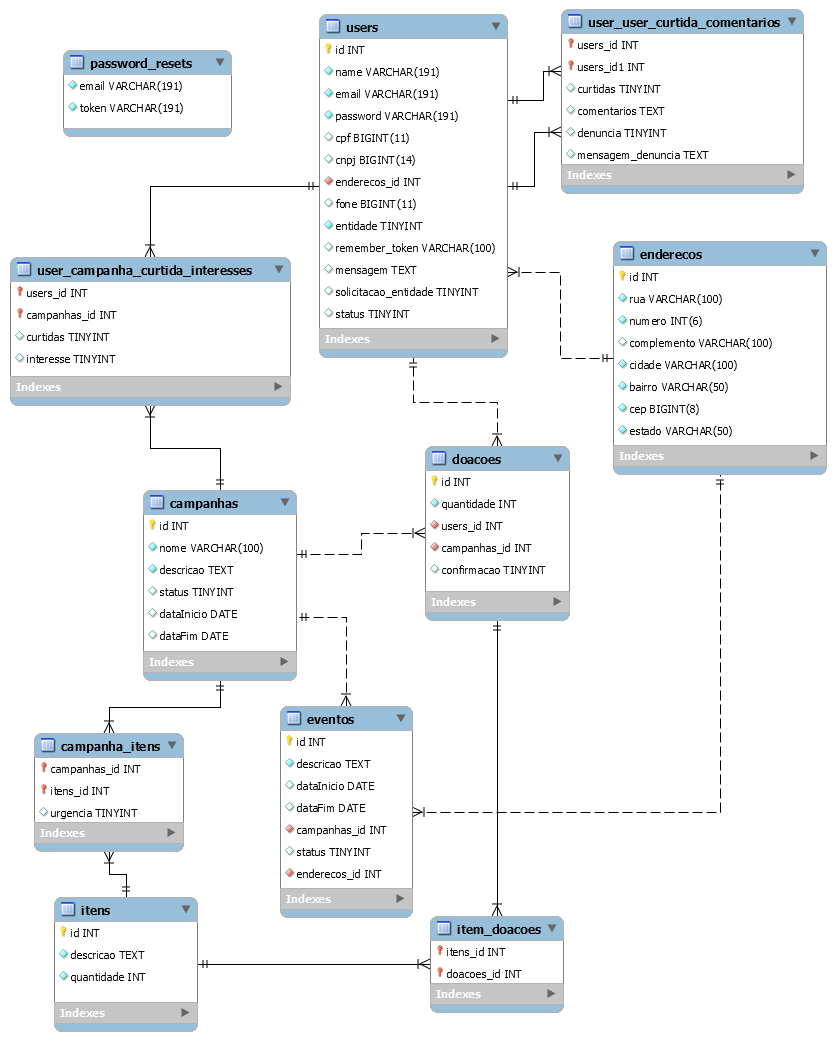 password_resets
email VARCHAR(191)
token VARCHAR(191)
users
id INT
name VARCHAR(191)
email VARCHAR(191)
password VARCHAR(191)
cpf BIGINT(11)
cnpj BIGINT(14)
enderecos_id INT
fone BIGINT(11)
entidade TINYINT
remember_token VARCHAR(100)
mensagem TEXT
solicitacao_entidade TINYINT
status TINYINT
Indexes
user_user_curtida_comentarios
users_id INT
users_id1 INT
curtidas TINYINT
comentarios TEXT
denuncia TINYINT
mensagem_denuncia TEXT
Indexes
user_campanha_curtida_interesses
users_id INT
campanhas_id INT
curtidas TINYINT
interesse TINYINT
Indexes
enderecos
id INT
rua VARCHAR(100)
numero INT(6)
complemento VARCHAR(100)
cidade VARCHAR(100)
bairro VARCHAR(50)
cep BIGINT(8)
estado VARCHAR(50)
Indexes
doacoes
id INT
quantidade INT
users_id INT
campanhas_id INT
confirmacao TINYINT
Indexes
campanhas
id INT
nome VARCHAR(100)
descricao TEXT
status TINYINT
dataInicio DATE
dataFim DATE
Indexes
eventos
id INT
descricao TEXT
dataInicio DATE
dataFim DATE
campanhas_id INT
status TINYINT
enderecos_id INT
Indexes
campanha_itens
campanhas_id INT
itens_id INT
urgencia TINYINT
Indexes
itens
id INT
descricao TEXT
quantidade INT
Indexes
item_doacoes
itens_id INT
doacoes_id INT
Indexes